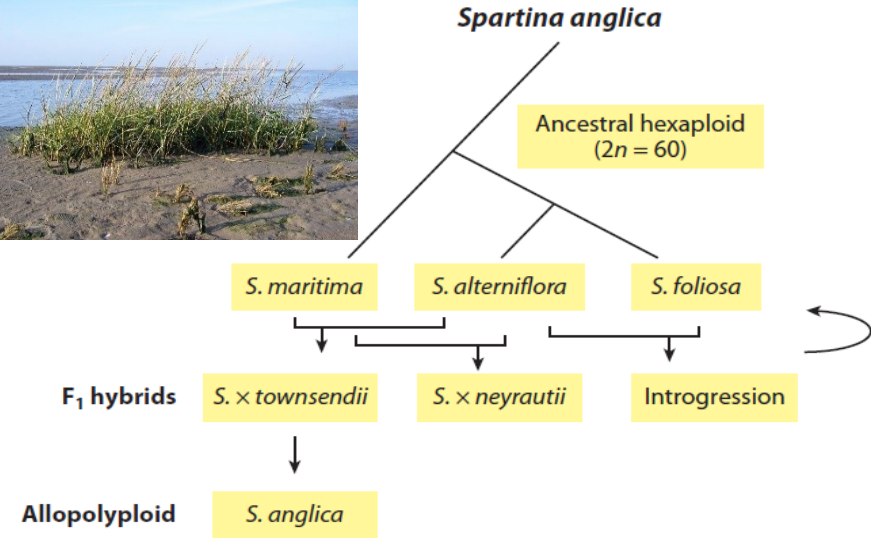 Spartina anglica
Ancestral hexaploid
(2n = 60)
S. maritima
S. alterniflora
S. foliosa
F₁ hybrids
S. × townsendii
S. × neyrautii
Introgression
Allopolyploid
S. anglica